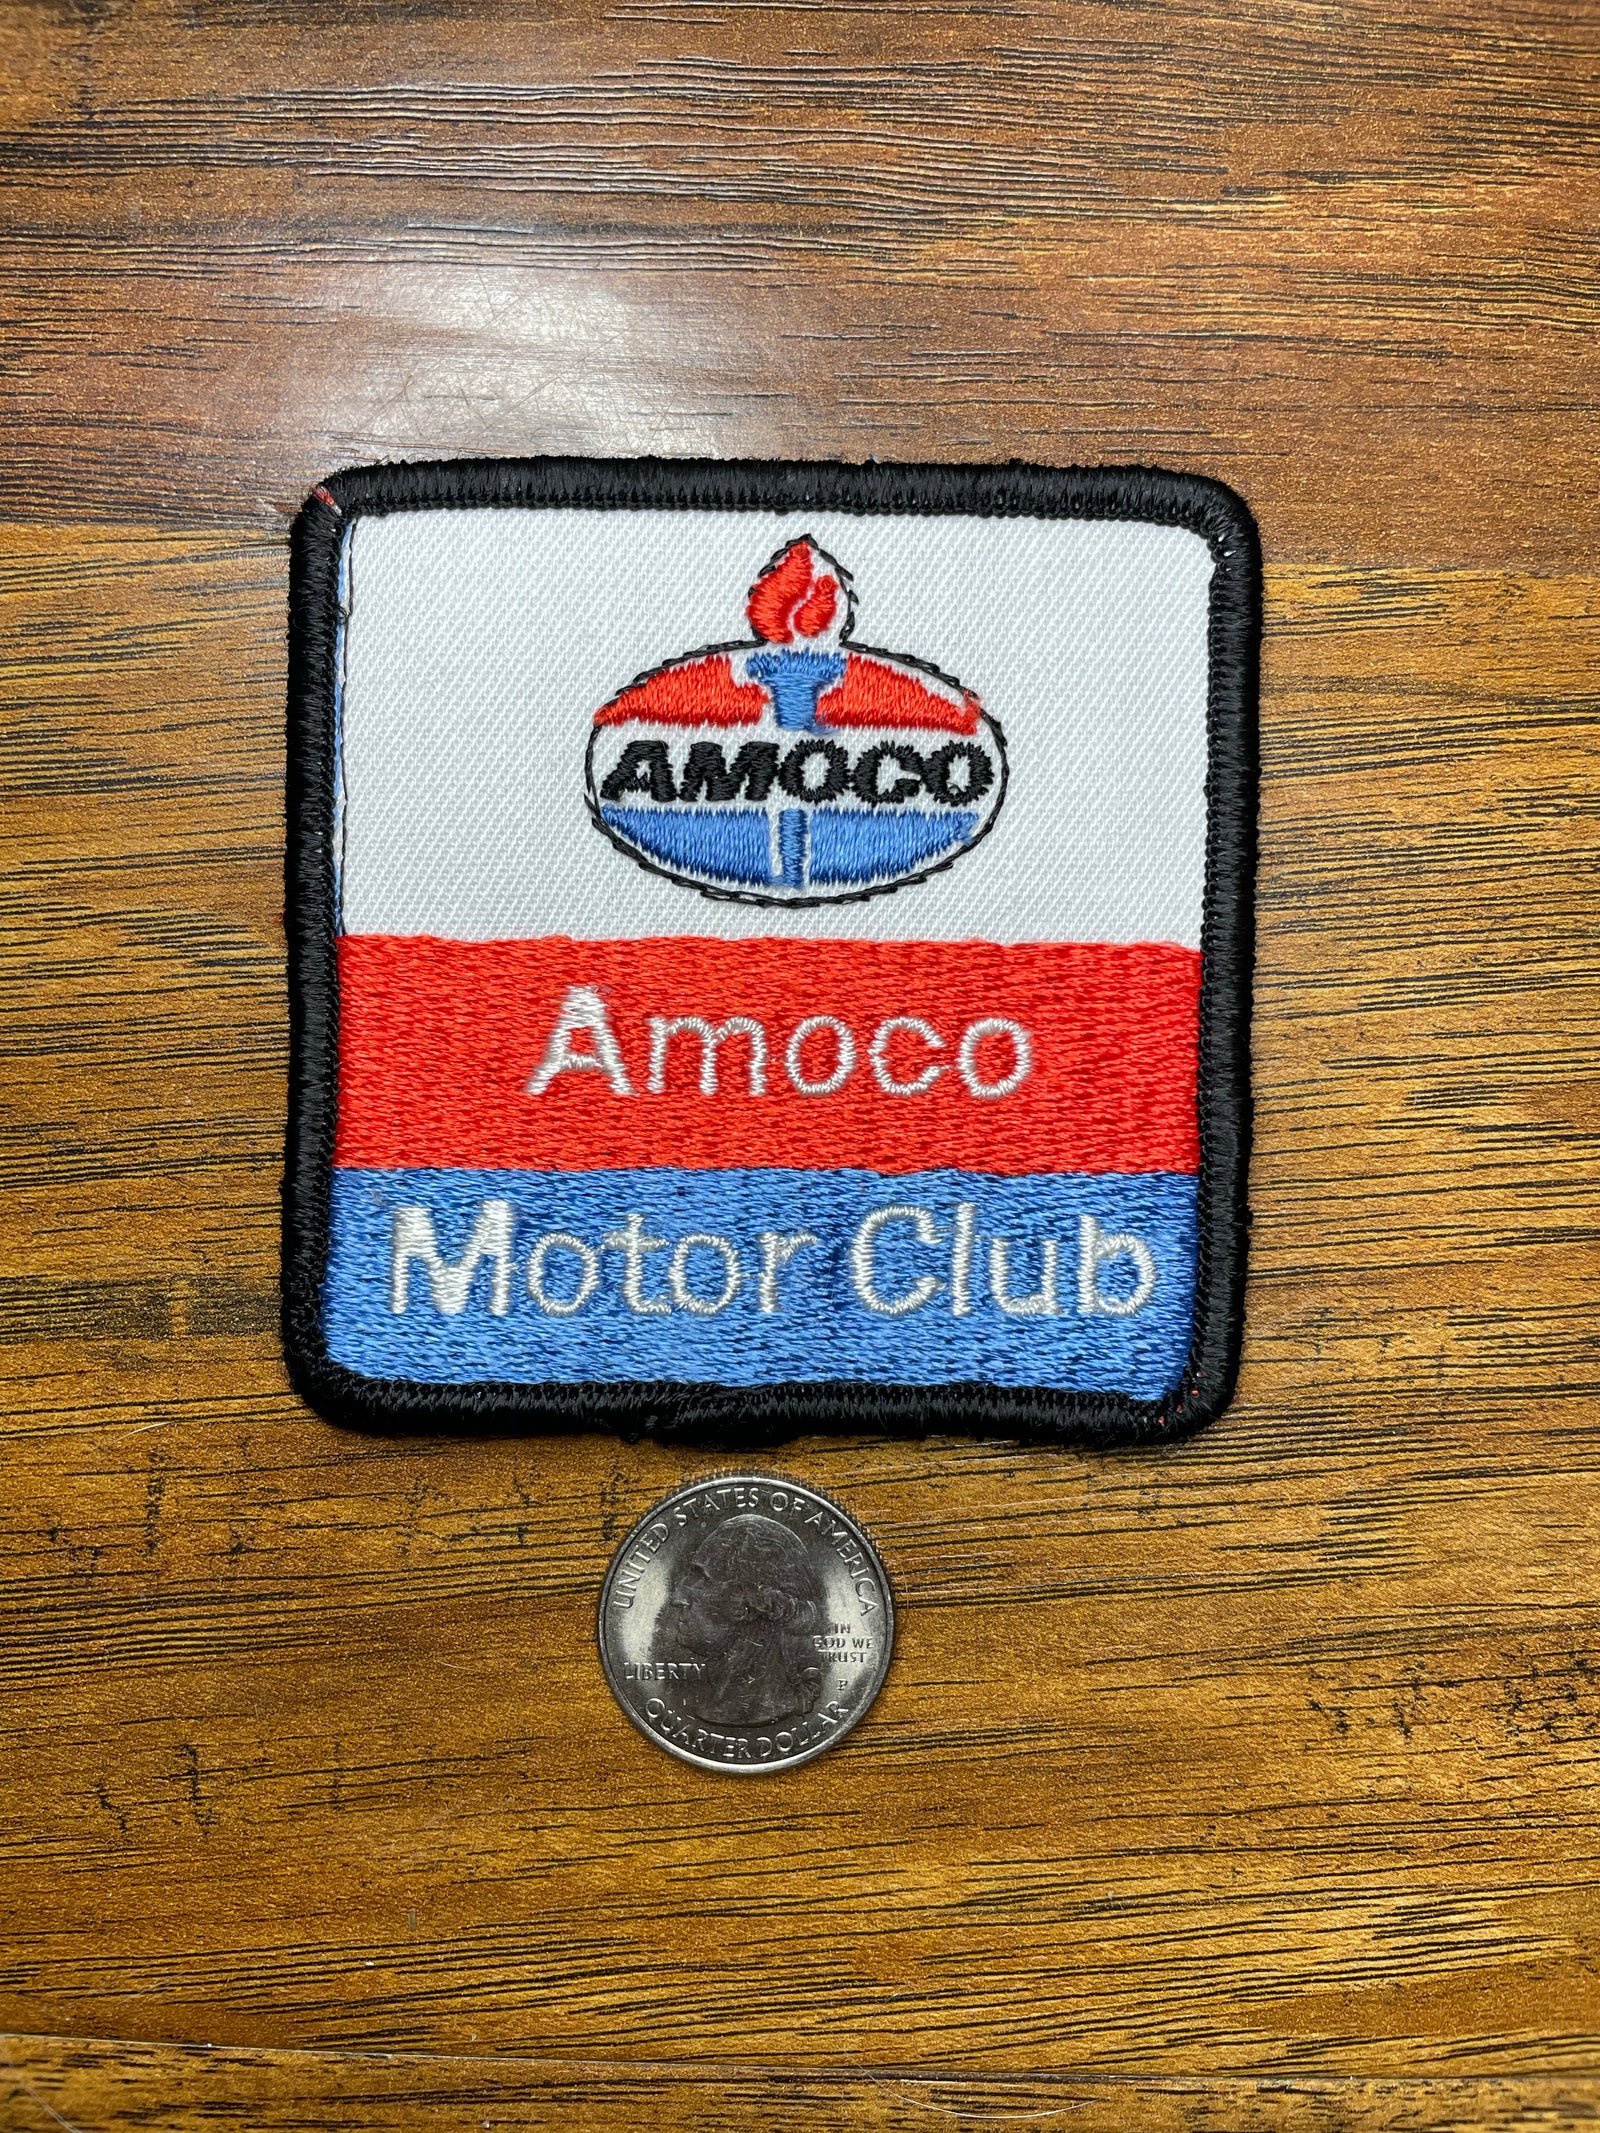 AMOCO
Amoco
Motor Club
UNITED STATES OF AMERICA
IN
GOD WE
TRUST
LIBERTY
P
QUARTER DOLLAR